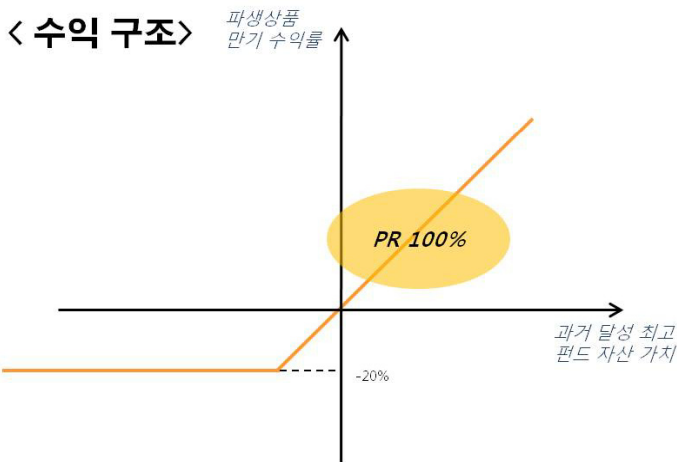 < 수익 구조>
파생상품
만기 수익률
PR 100%
과거 달성 최고
펀드 자산 가치
-20%